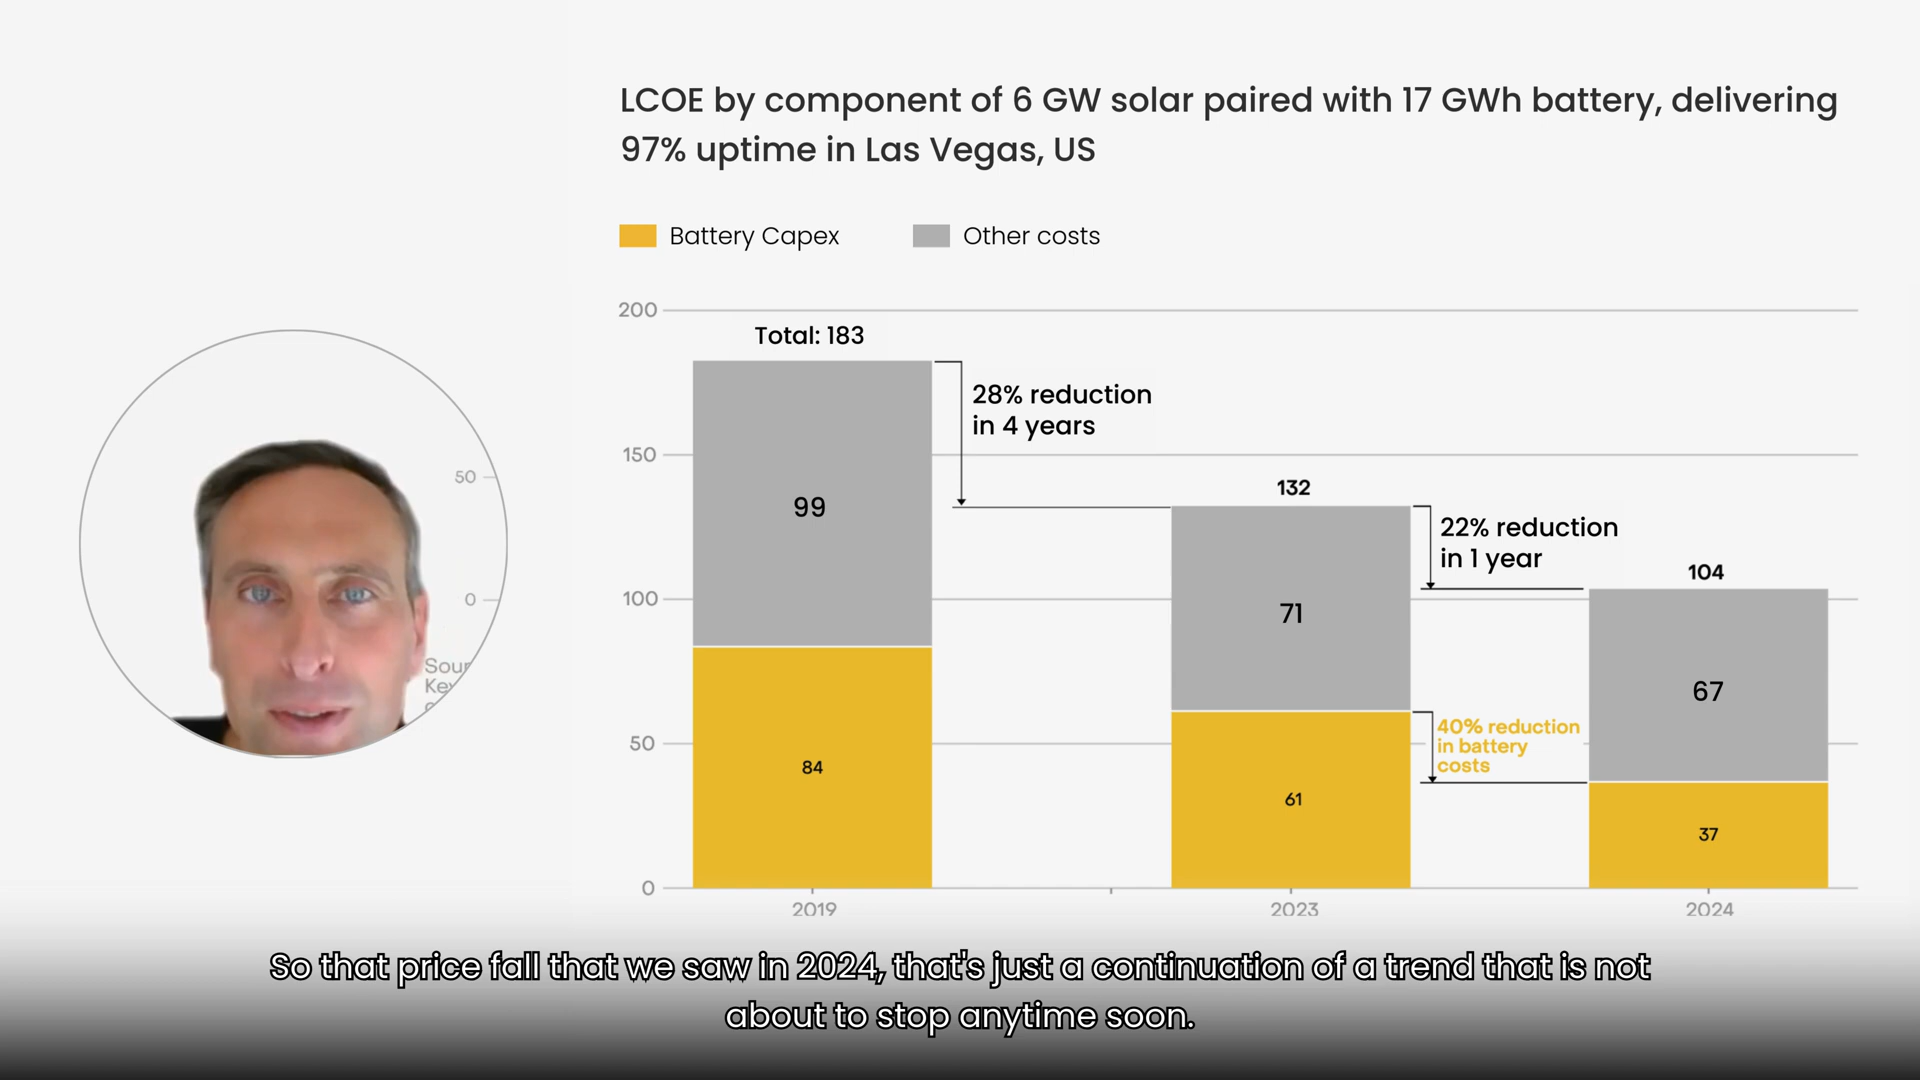 LCOE by component of 6 GW solar paired with 17 GWh battery, delivering
97% uptime in Las Vegas, US
Battery Capex
Other costs
200
150
100
50
0
Total: 183
99
84
28% reduction
in 4 years
132
71
61
22% reduction
in 1 year
40% reduction
in battery
costs
104
67
37
2019
2023
2024
50
0
So that price fall that we saw in 2024, that's just a continuation of a trend that is not
about to stop anytime soon.